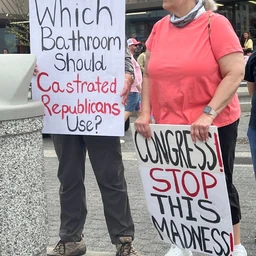 Which
Bathroom
Should
Castrated
Republicans
Use?
CONGRESS!
STOP
THIS
MADNESS!